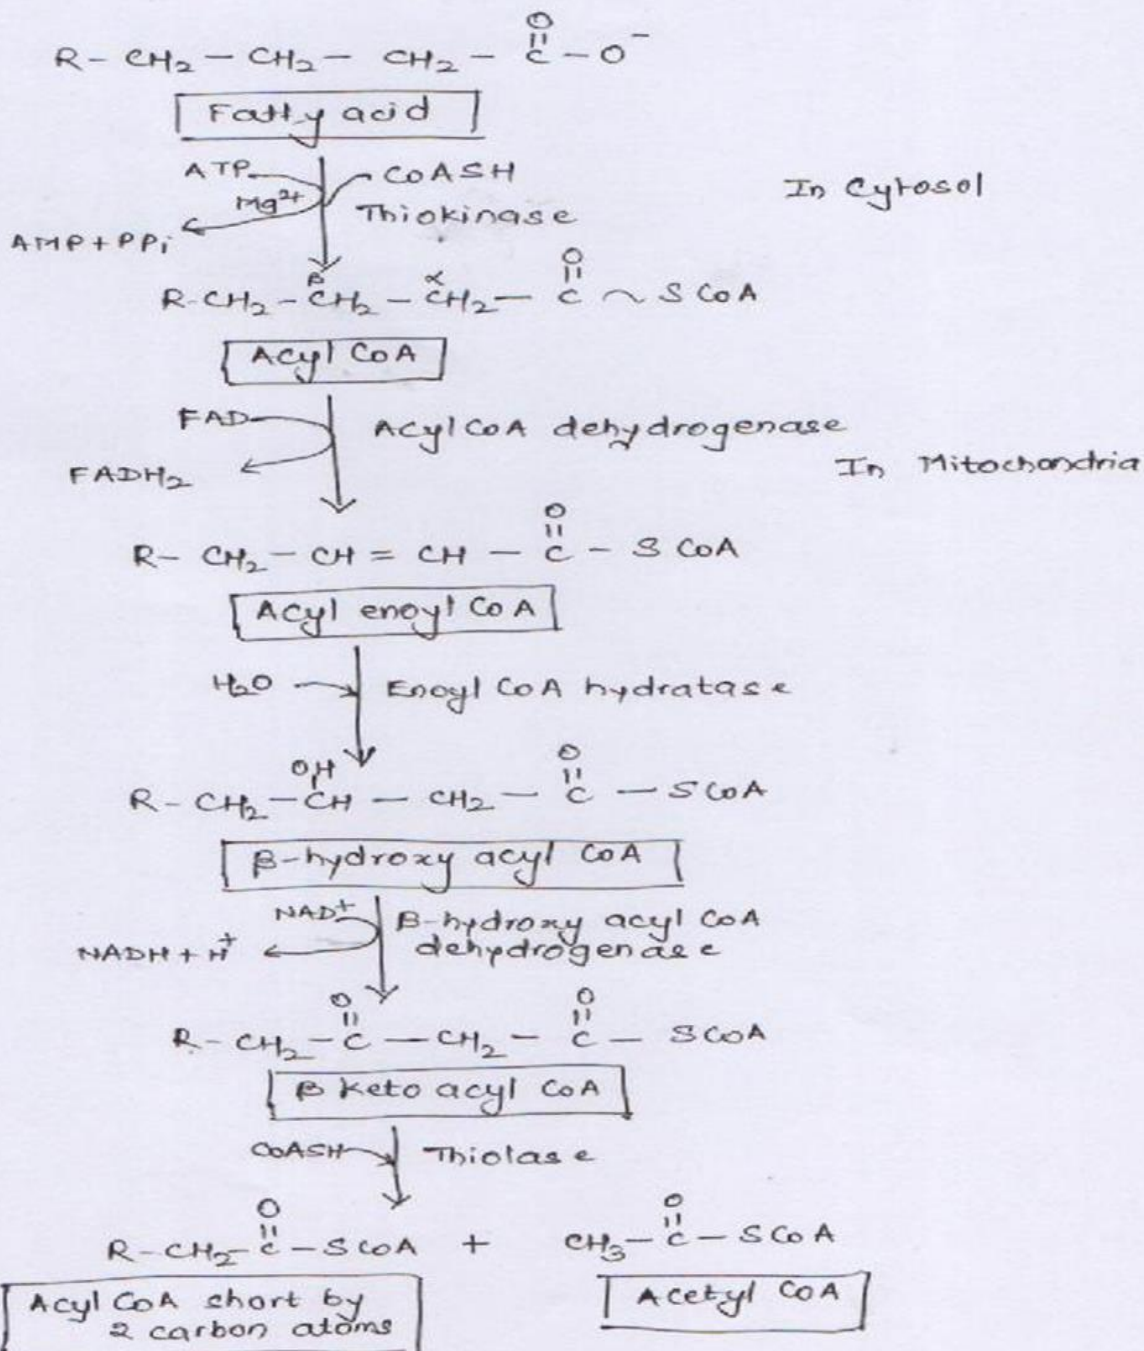 O
R- CH₂ - CH₂ - CH₂ - C - O⁻
Fatty acid
ATP CoASH
Mg²⁺ Thiokinase
In Cytosol
AMP+PPi
β α O
R-CH₂-CH₂-CH₂- C ~ S CoA
Acyl CoA
FAD Acyl CoA dehydrogenase
FADH₂
In Mitochondria
O
R- CH₂-CH = CH - C - S CoA
Acyl enoyl CoA
H₂O Enoyl CoA hydratase
OH O
R-CH₂-CH - CH₂ - C - SCoA
β-hydroxy acyl CoA
NAD⁺ β-hydroxy acyl CoA
NADH + H⁺ dehydrogenase
O O
R-CH₂-C-CH₂- C - SCoA
β keto acyl CoA
CoASH Thiolase
O O
R-CH₂-C-SCoA + CH₃-C-SCoA
Acyl CoA short by
2 carbon atoms
Acetyl CoA